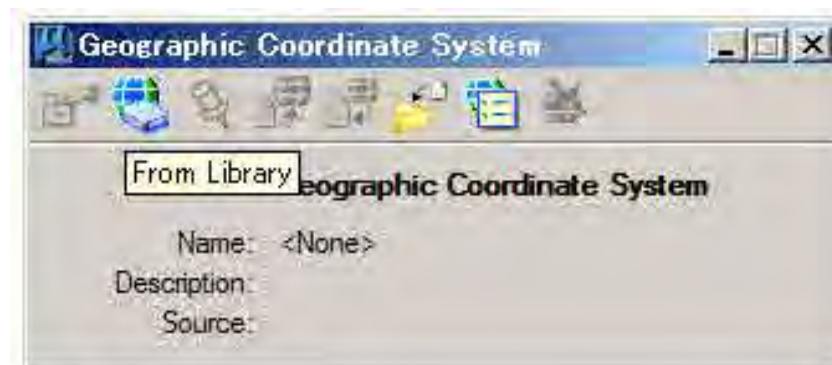 Geographic Coordinate System
From Library
eographic Coordinate System
Name: <None>
Description:
Source: